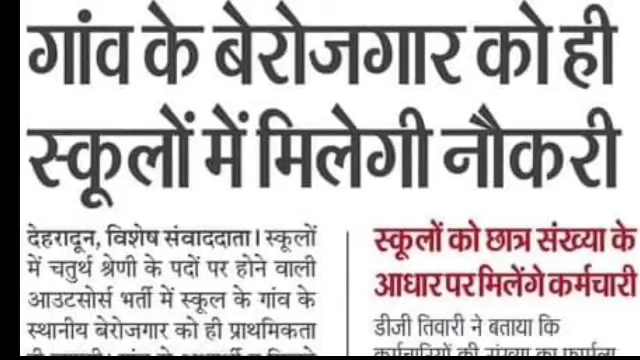 गांव के बेरोजगार को ही
स्कूलों में मिलेगी नौकरी
देहरादून, विशेष संवाददाता। स्कूलों
में चतुर्थ श्रेणी के पदों पर होने वाली
आउटसोर्स भर्ती में स्कूल के गांव के
स्थानीय बेरोजगार को ही प्राथमिकता
स्कूलों को छात्र संख्या के
आधार पर मिलेंगे कर्मचारी
डीजी तिवारी ने बताया कि